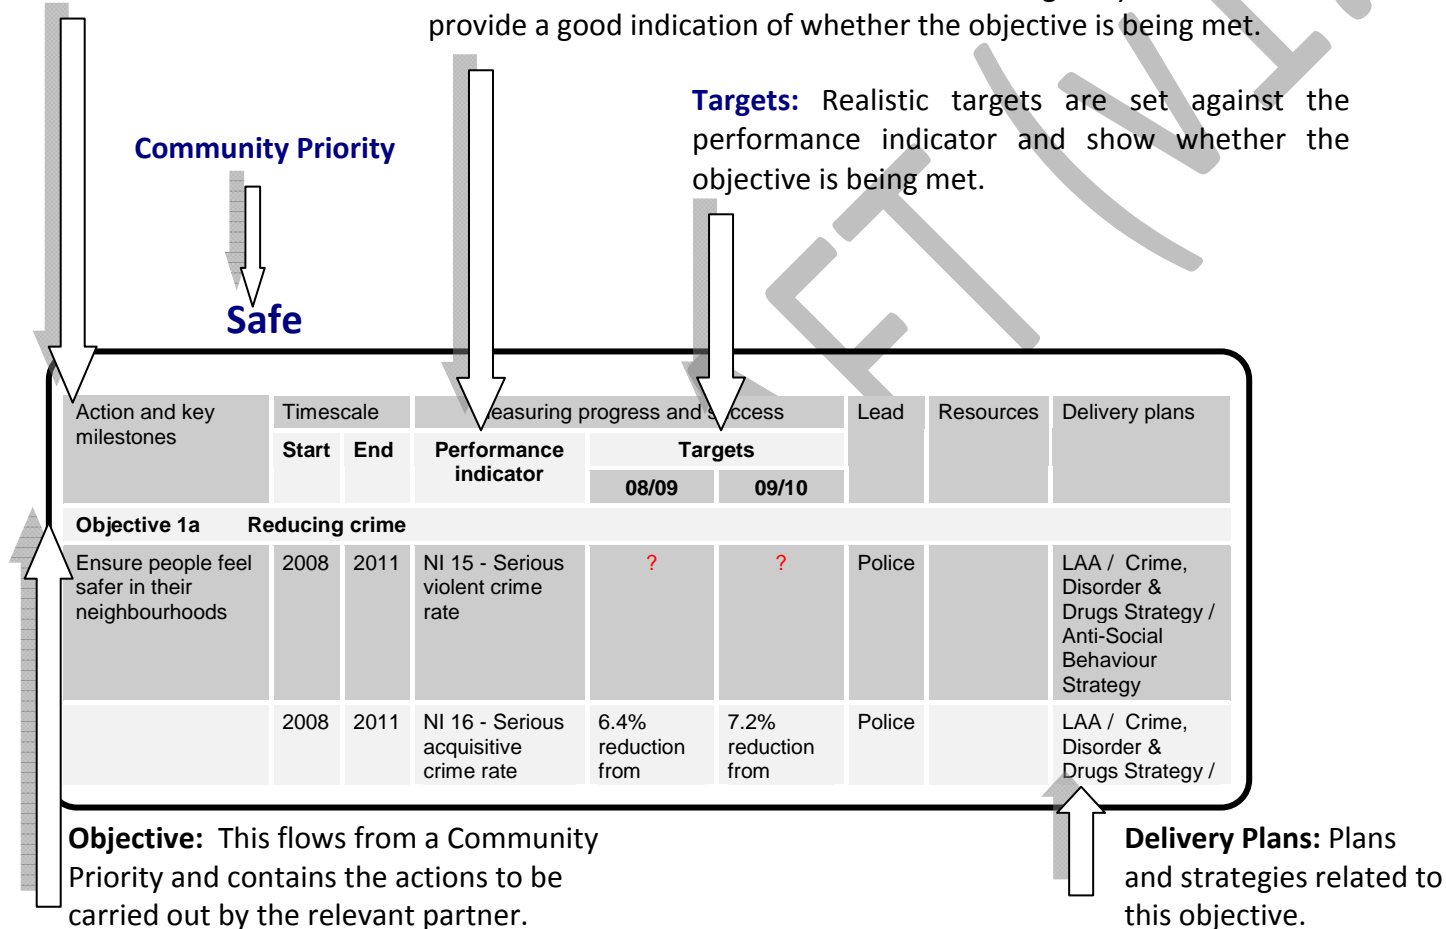 provide a good indication of whether the objective is being met.
Targets: Realistic targets are set against the
performance indicator and show whether the
objective is being met.
Community Priority
Safe
Action and key
milestones
Timescale
Measuring progress and success
Lead
Resources
Delivery plans
Start
End
Performance
indicator
Targets
08/09
09/10
Objective 1a Reducing crime
Ensure people feel
safer in their
neighbourhoods
2008
2011
NI 15 - Serious
violent crime
rate
?
?
Police
LAA / Crime,
Disorder &
Drugs Strategy /
Anti-Social
Behaviour
Strategy
2008
2011
NI 16 - Serious
acquisitive
crime rate
6.4%
reduction
from
7.2%
reduction
from
Police
LAA / Crime,
Disorder &
Drugs Strategy /
Objective: This flows from a Community
Priority and contains the actions to be
carried out by the relevant partner.
Delivery Plans: Plans
and strategies related to
this objective.